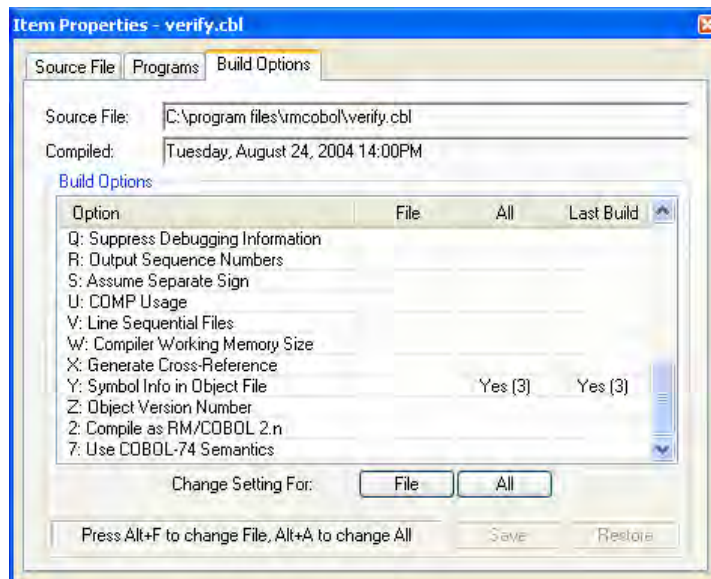 Item Properties - verify.cbl
Source File Programs Build Options
Source File: C:\program files\rmcobol\verify.cbl
Compiled: Tuesday, August 24, 2004 14:00PM
Build Options
Option File All Last Build
Q: Suppress Debugging Information
R: Output Sequence Numbers
S: Assume Separate Sign
U: COMP Usage
V: Line Sequential Files
W: Compiler Working Memory Size
X: Generate Cross-Reference
Y: Symbol Info in Object File Yes (3) Yes (3)
Z: Object Version Number
2: Compile as RM/COBOL 2.n
7: Use COBOL-74 Semantics
Change Setting For: File All
Press Alt+F to change File, Alt+A to change All Save Restore